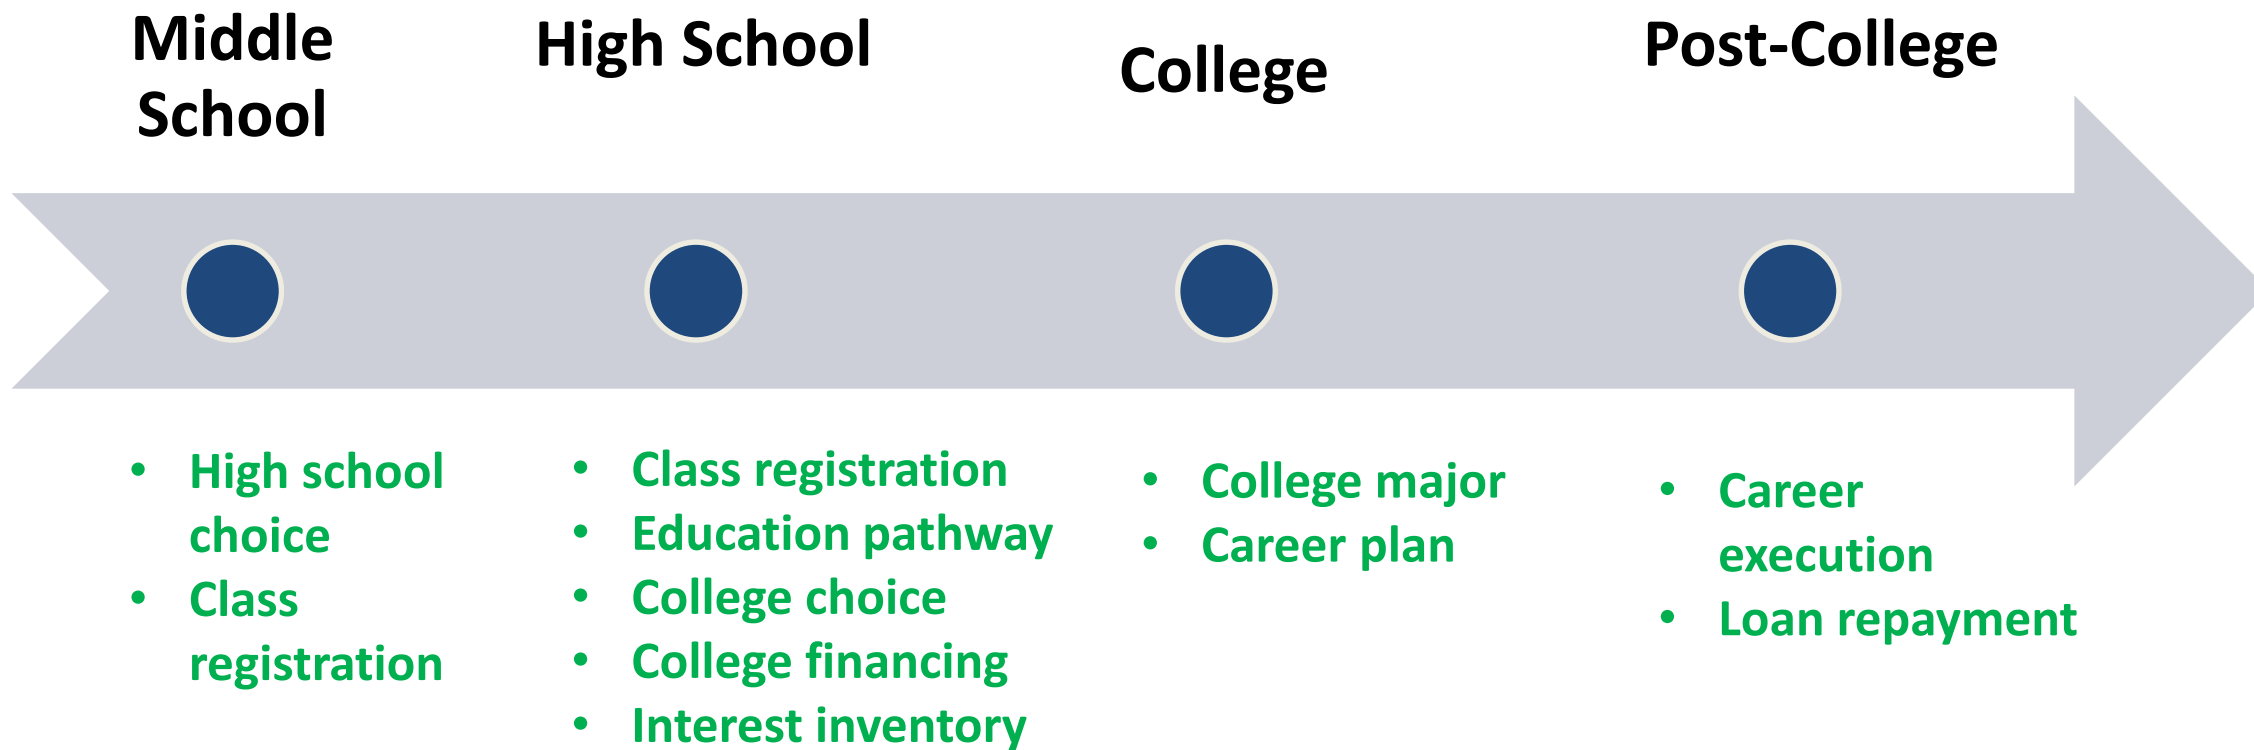 Middle
School
High School
College
Post-College
• High school
choice
• Class
registration
• Class registration
• Education pathway
• College choice
• College financing
• Interest inventory
• College major
• Career plan
• Career
execution
• Loan repayment